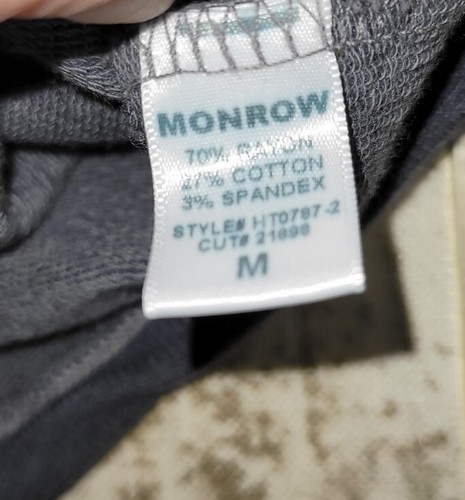 MONROW
70% RAYON
27% COTTON
3% SPANDEX
STYLE# HT0787-2
CUT# 21898
M